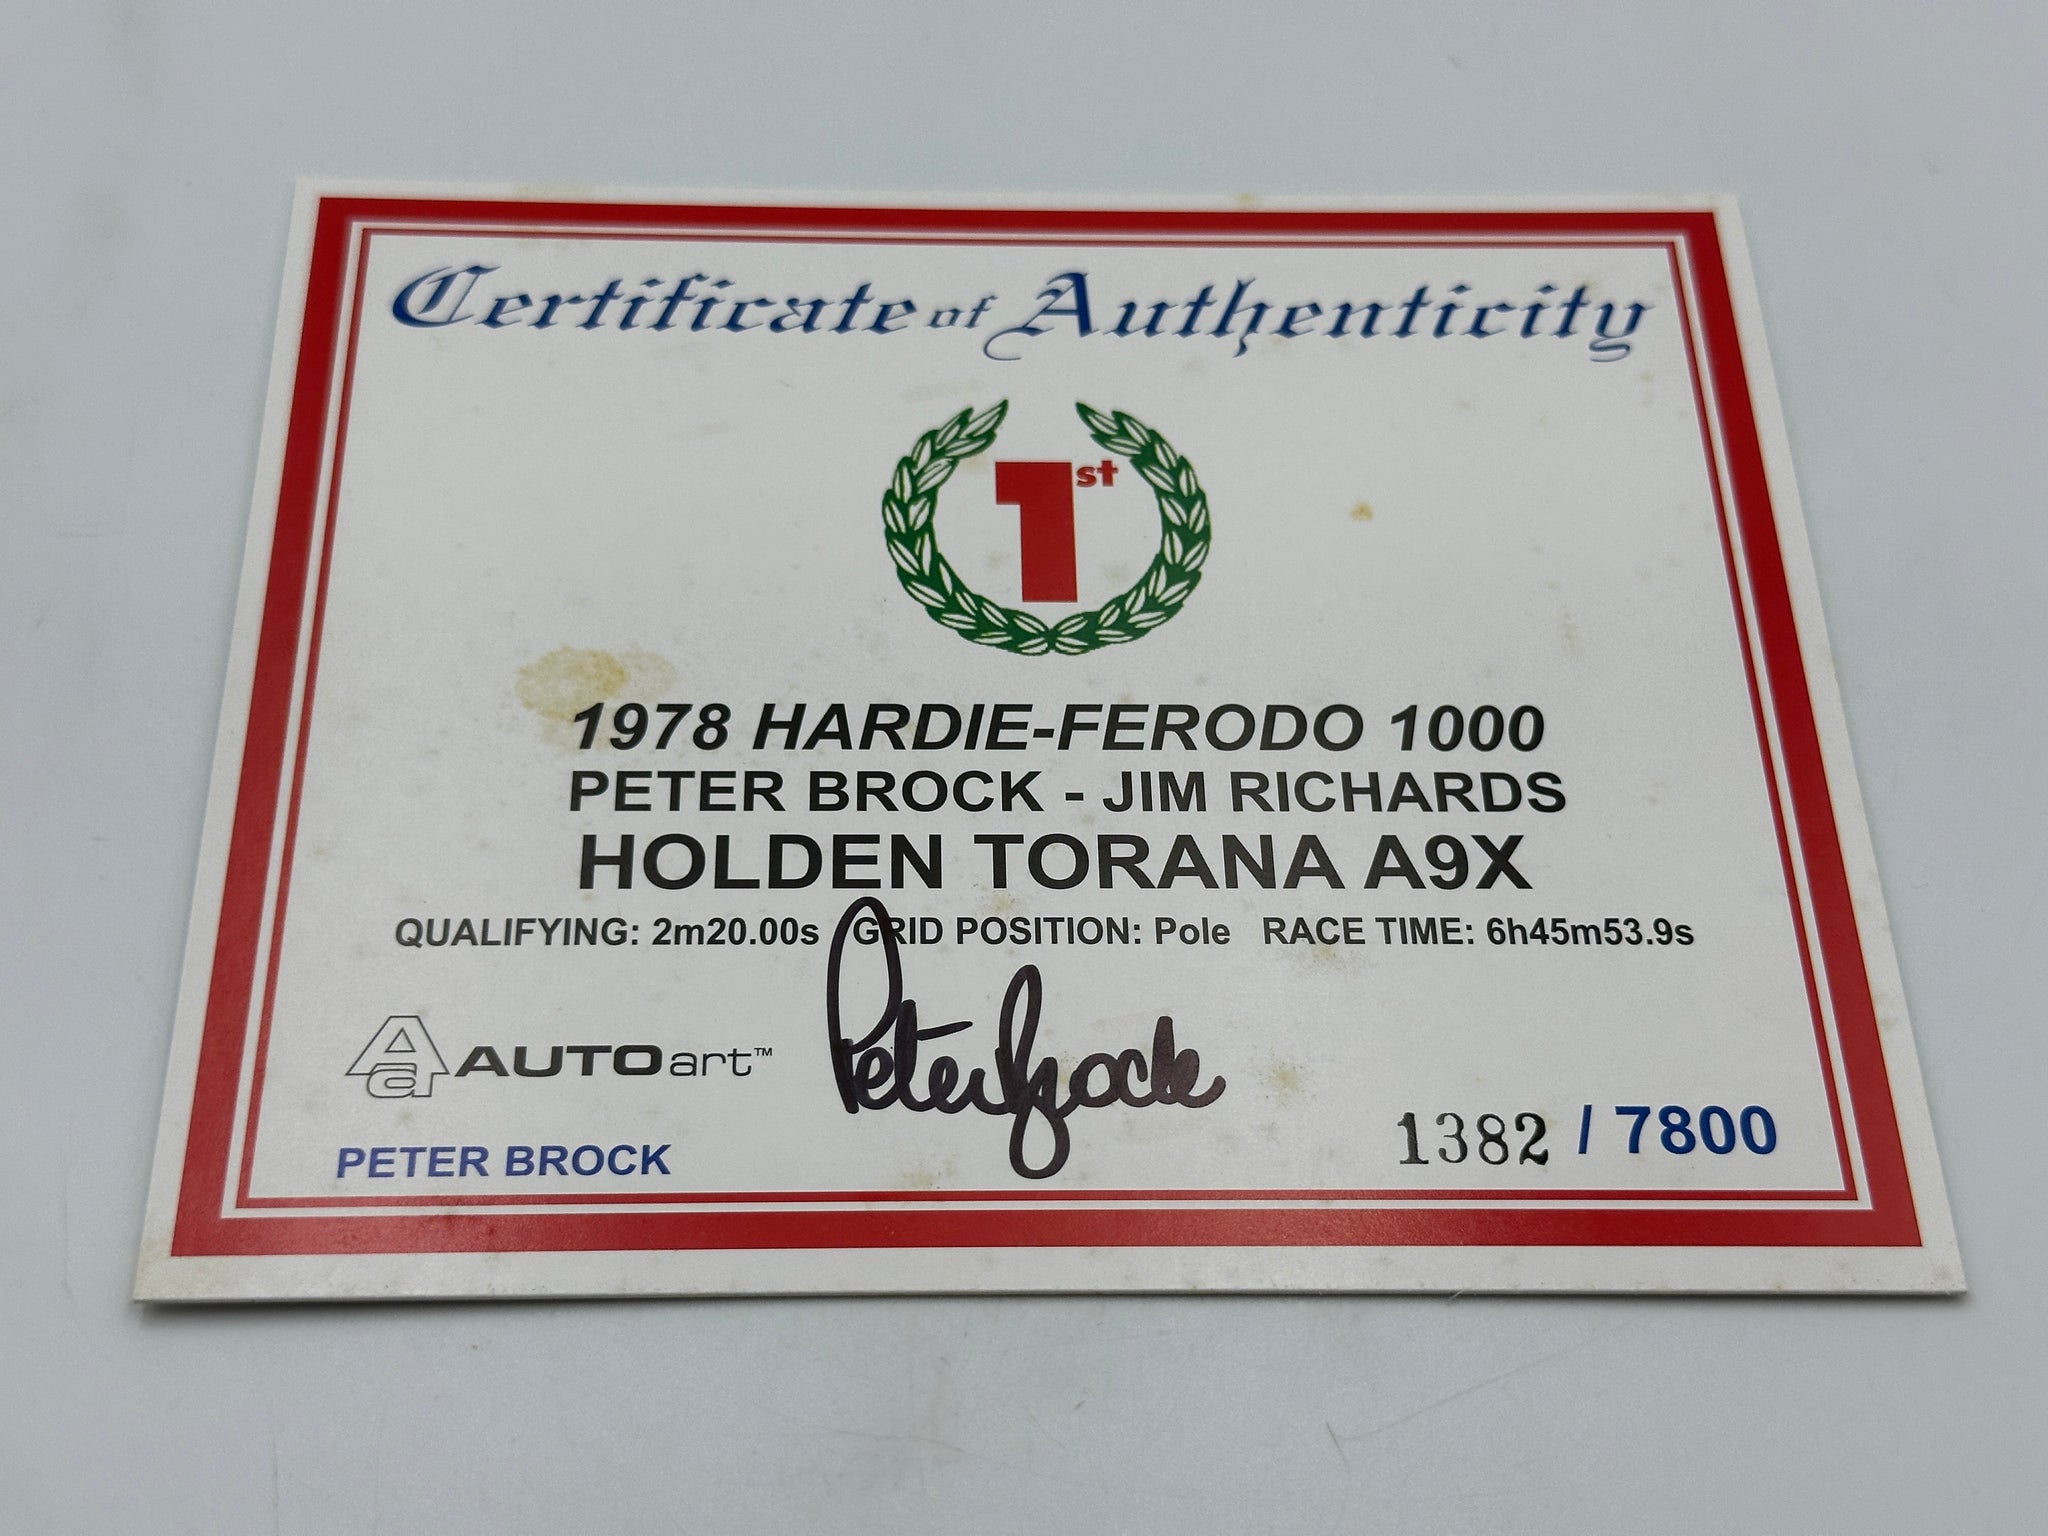 Certificate of Authenticity
1st
1978 HARDIE-FERODO 1000
PETER BROCK - JIM RICHARDS
HOLDEN TORANA A9X
QUALIFYING: 2m20.00s GRID POSITION: Pole RACE TIME: 6h45m53.9s
Aa AUTOart™ Peter Brock
PETER BROCK
1382 / 7800